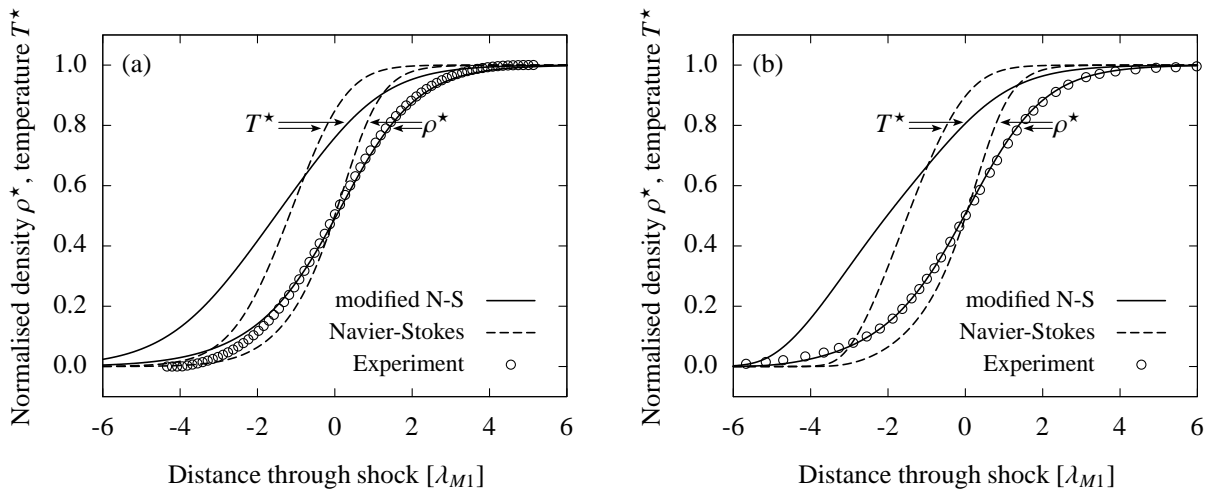 Normalised density ρ★, temperature T★
1.0
0.8
0.6
0.4
0.2
0.0
(a)
T★
ρ★
modified N-S
Navier-Stokes
Experiment
-6 -4 -2 0 2 4 6
Distance through shock [λM1]
Normalised density ρ★, temperature T★
1.0
0.8
0.6
0.4
0.2
0.0
(b)
T★
ρ★
modified N-S
Navier-Stokes
Experiment
-6 -4 -2 0 2 4 6
Distance through shock [λM1]